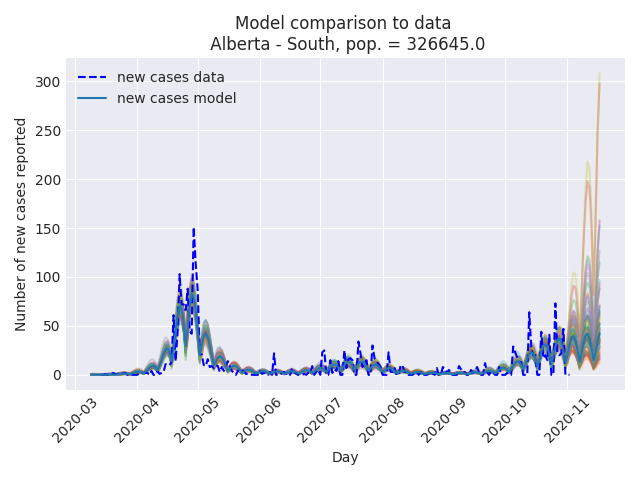 Model comparison to data
Alberta - South, pop. = 326645.0
new cases data
new cases model
Number of new cases reported
300
250
200
150
100
50
0
2020-03
2020-04
2020-05
2020-06
2020-07
2020-08
2020-09
2020-10
2020-11
Day